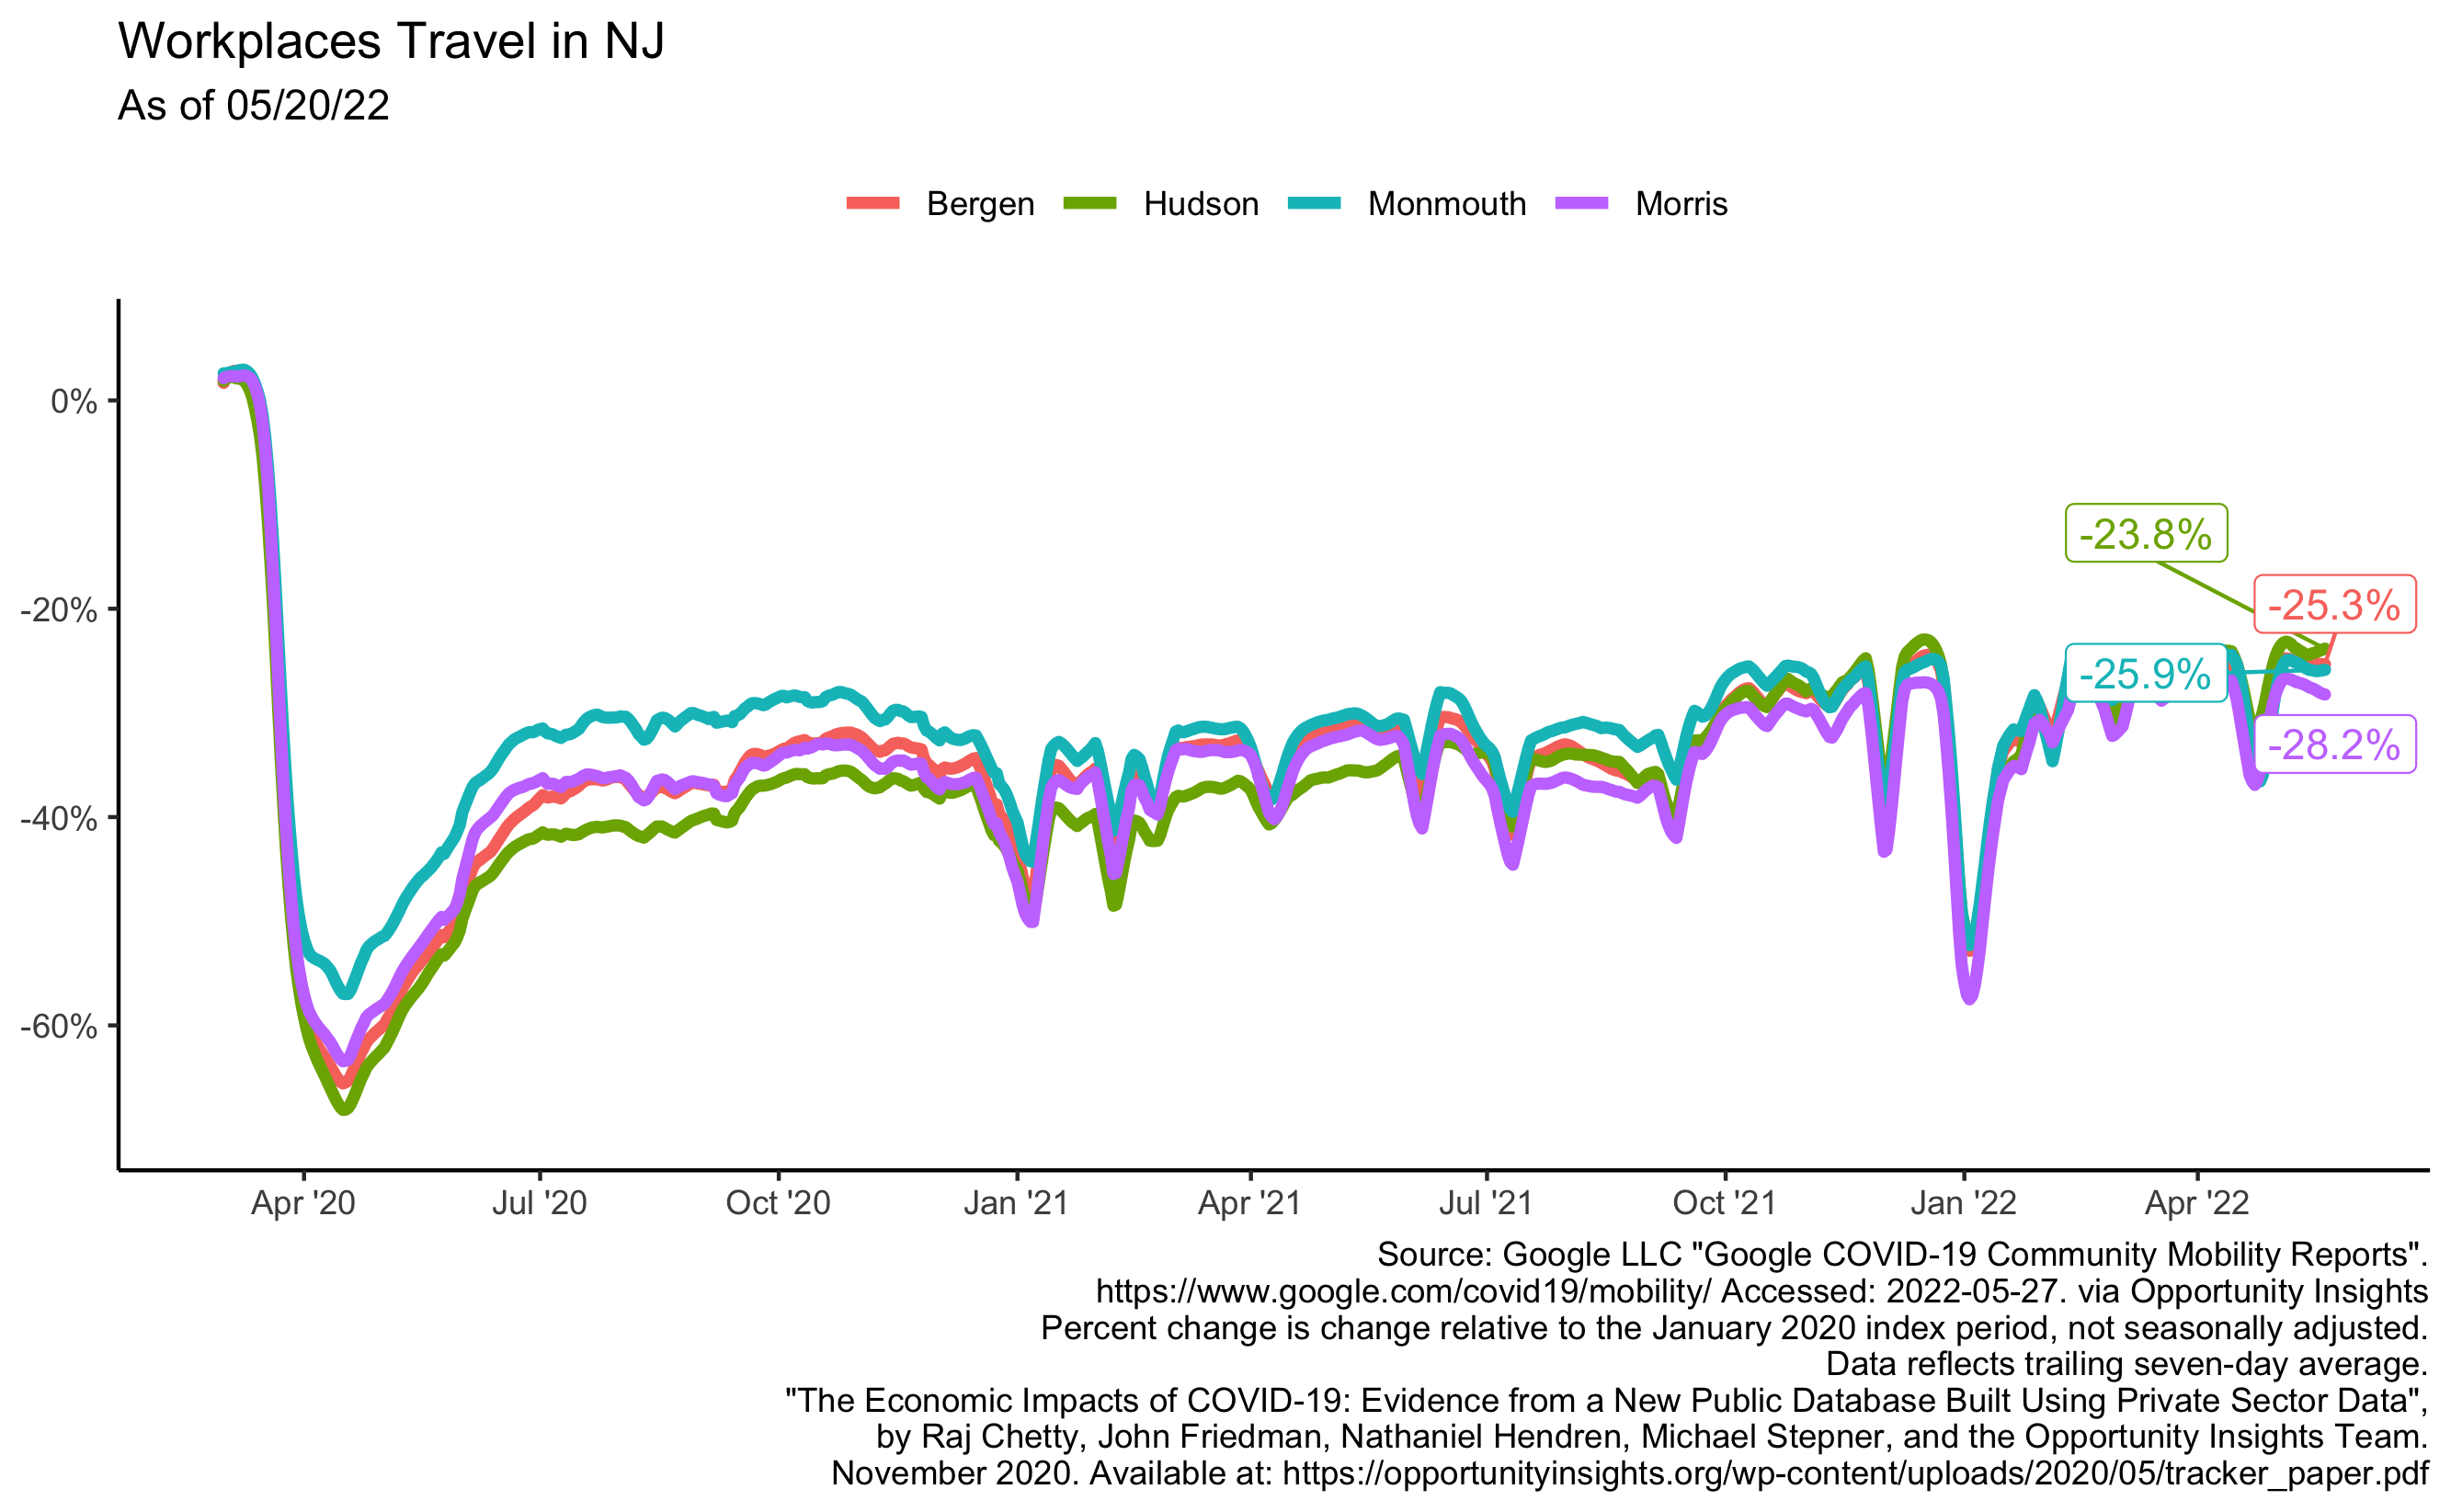 Workplaces Travel in NJ
As of 05/20/22
Bergen Hudson Monmouth Morris
0%
-20%
-40%
-60%
-23.8%
-25.3%
-25.9%
-28.2%
Apr '20 Jul '20 Oct '20 Jan '21 Apr '21 Jul '21 Oct '21 Jan '22 Apr '22
Source: Google LLC "Google COVID-19 Community Mobility Reports".
https://www.google.com/covid19/mobility/ Accessed: 2022-05-27. via Opportunity Insights
Percent change is change relative to the January 2020 index period, not seasonally adjusted.
Data reflects trailing seven-day average.
"The Economic Impacts of COVID-19: Evidence from a New Public Database Built Using Private Sector Data",
by Raj Chetty, John Friedman, Nathaniel Hendren, Michael Stepner, and the Opportunity Insights Team.
November 2020. Available at: https://opportunityinsights.org/wp-content/uploads/2020/05/tracker_paper.pdf